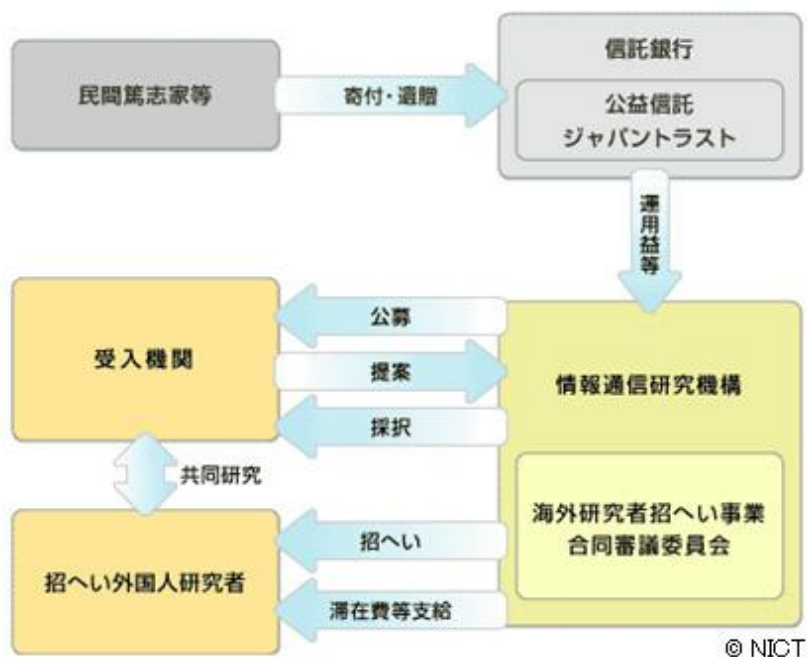 民間篤志家等
寄付・遺贈
信託銀行
公益信託
ジャパントラスト
運用益等
受入機関
公募
提案
採択
情報通信研究機構
海外研究者招へい事業
合同審議委員会
共同研究
招へい外国人研究者
招へい
滞在費等支給
© NICT